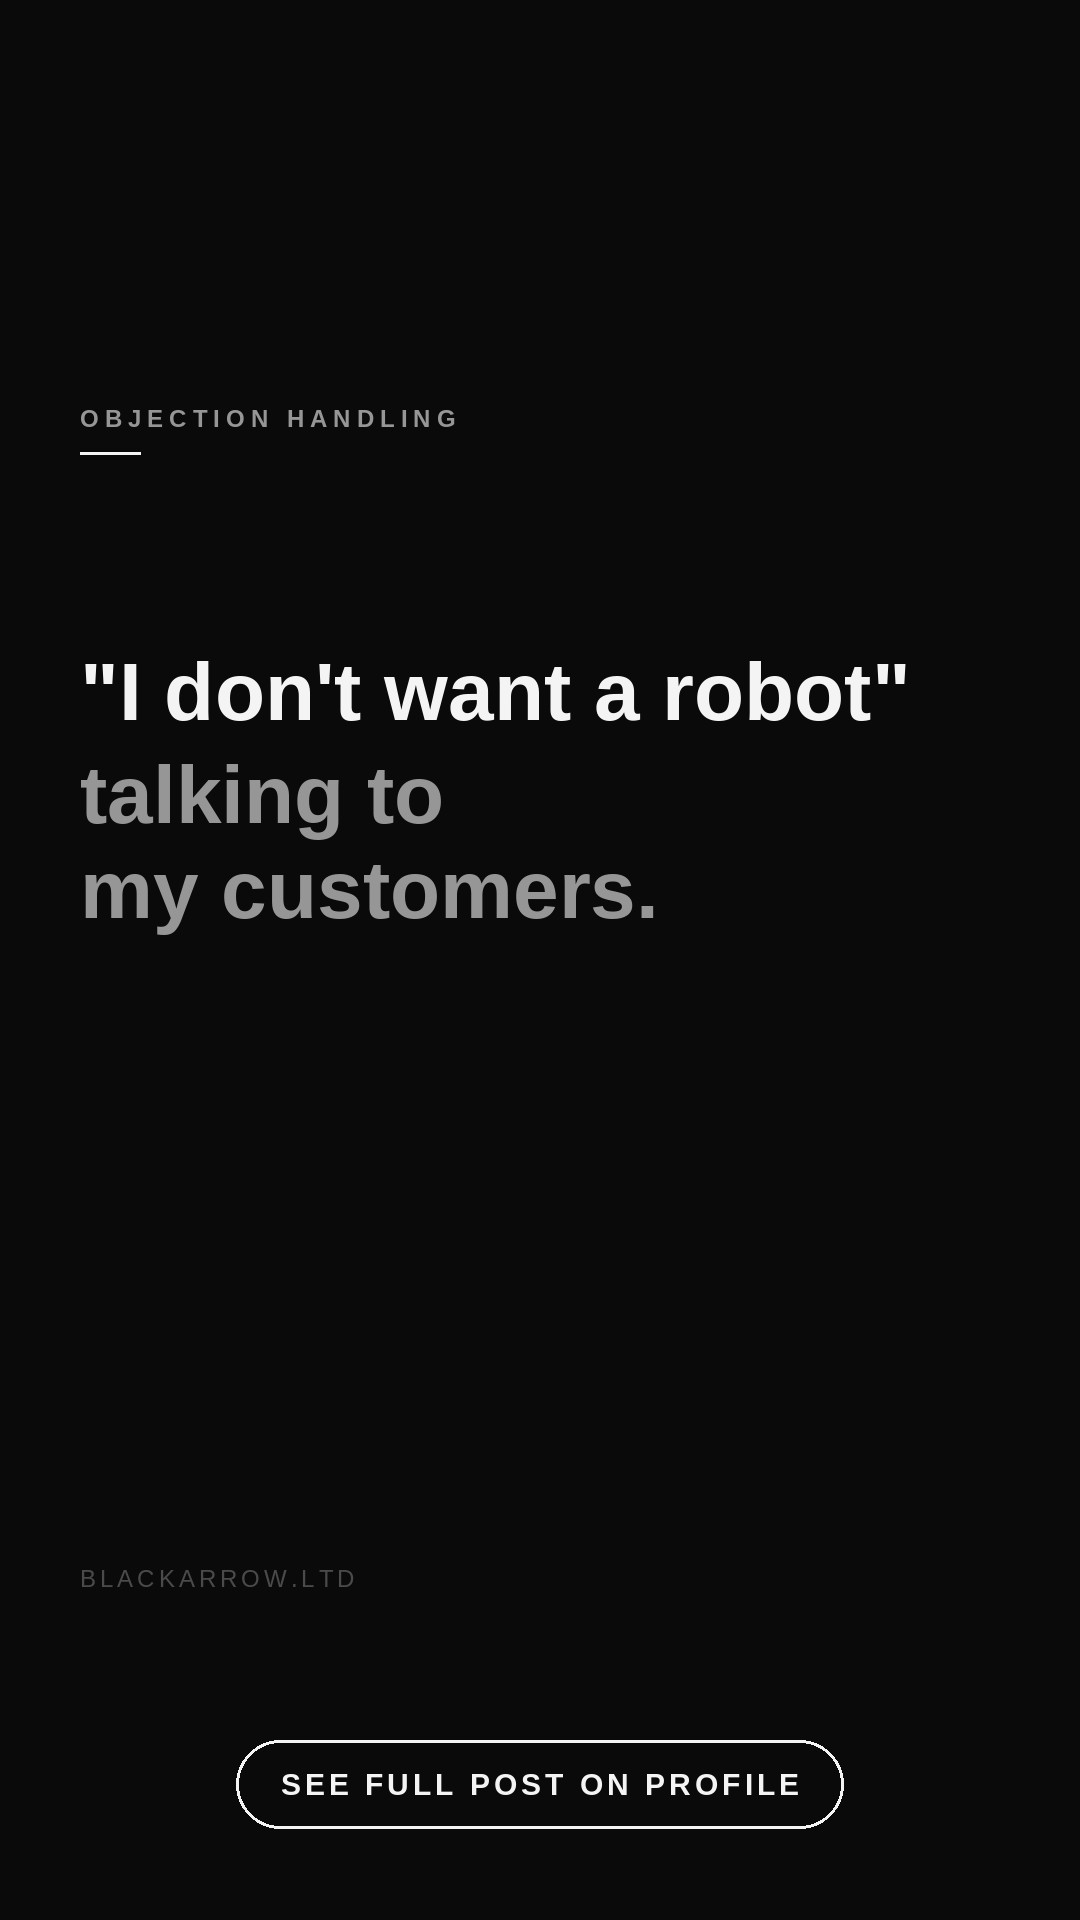 OBJECTION HANDLING
"I don't want a robot"
talking to
my customers.
BLACKARROW.LTD
SEE FULL POST ON PROFILE